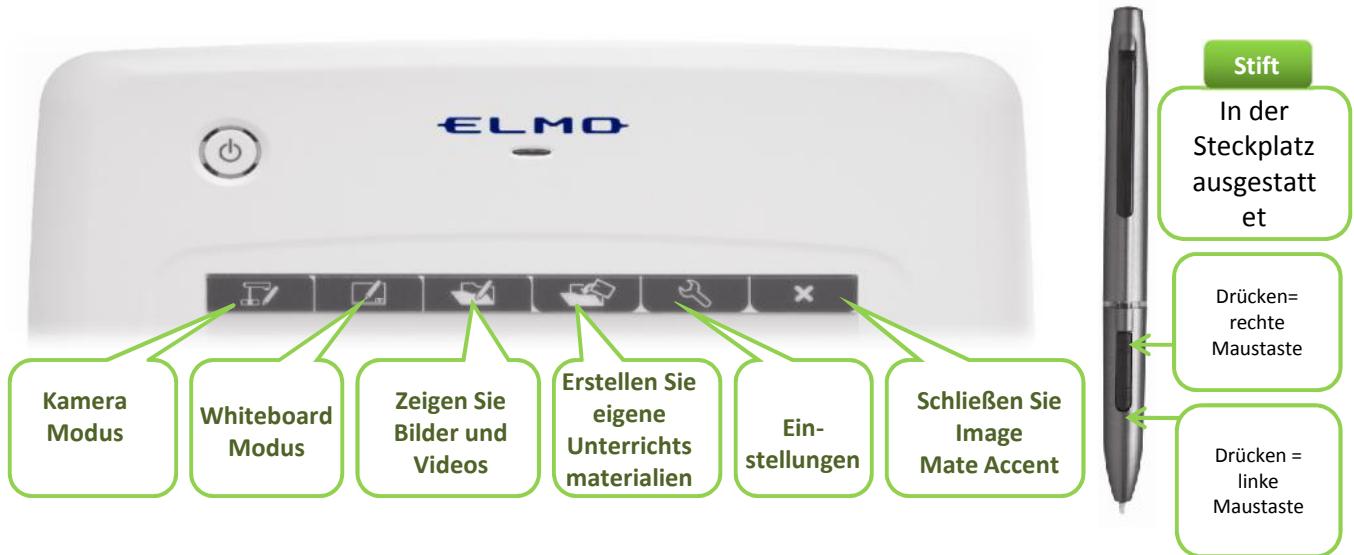 ELMO
Stift
In der
Steckplatz
ausgestatt
et
Drücken=
rechte
Maustaste
Drücken =
linke
Maustaste
Kamera
Modus
Whiteboard
Modus
Zeigen Sie
Bilder und
Videos
Erstellen Sie
eigene
Unterrichts
materialien
Ein-
stellungen
Schließen Sie
Image
Mate Accent